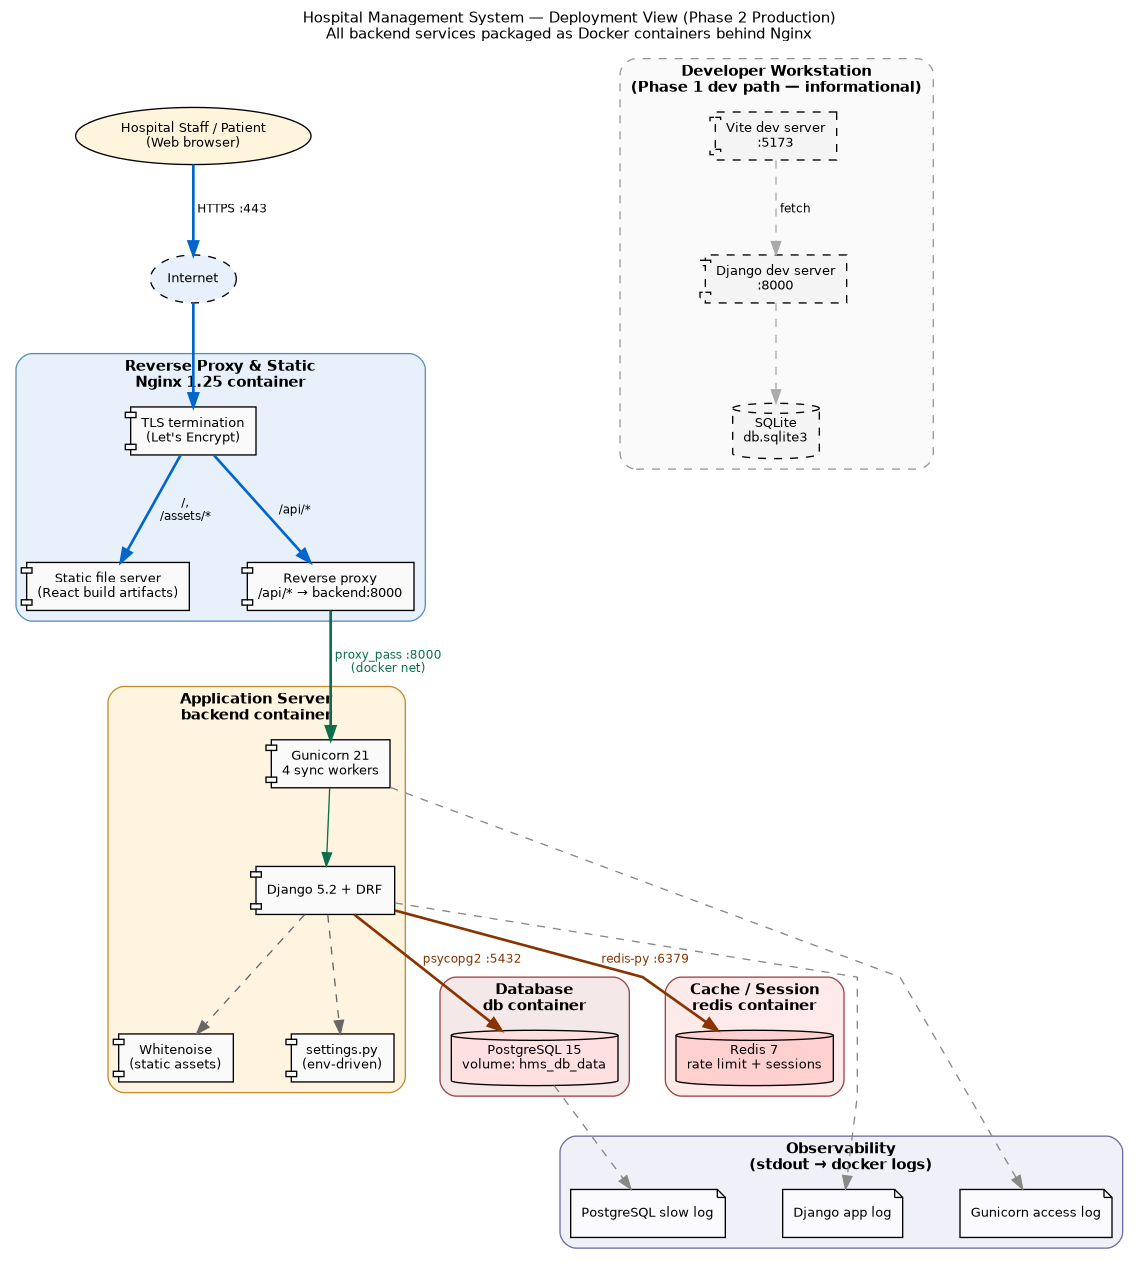 Hospital Management System — Deployment View (Phase 2 Production)
All backend services packaged as Docker containers behind Nginx
Developer Workstation
(Phase 1 dev path — informational)
Vite dev server
:5173
fetch
Django dev server
:8000
SQLite
db.sqlite3
Hospital Staff / Patient
(Web browser)
HTTPS :443
Internet
Reverse Proxy & Static
Nginx 1.25 container
TLS termination
(Let's Encrypt)
/,
/assets/*
/api/*
Static file server
(React build artifacts)
Reverse proxy
/api/* → backend:8000
proxy_pass :8000
(docker net)
Application Server
backend container
Gunicorn 21
4 sync workers
Django 5.2 + DRF
psycopg2 :5432
redis-py :6379
Whitenoise
(static assets)
settings.py
(env-driven)
Database
db container
PostgreSQL 15
volume: hms_db_data
Cache / Session
redis container
Redis 7
rate limit + sessions
Observability
(stdout → docker logs)
PostgreSQL slow log
Django app log
Gunicorn access log